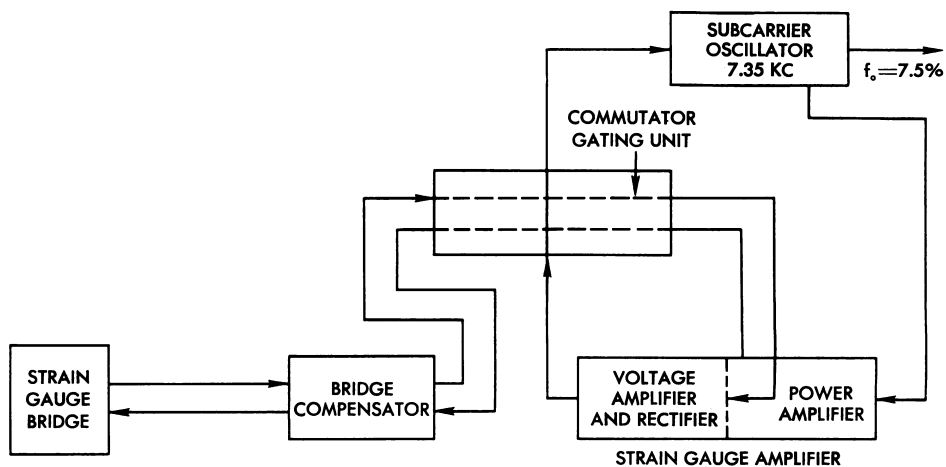 SUBCARRIER
OSCILLATOR
7.35 KC
f₀=7.5%
COMMUTATOR
GATING UNIT
STRAIN
GAUGE
BRIDGE
BRIDGE
COMPENSATOR
VOLTAGE
AMPLIFIER
AND RECTIFIER
POWER
AMPLIFIER
STRAIN GAUGE AMPLIFIER